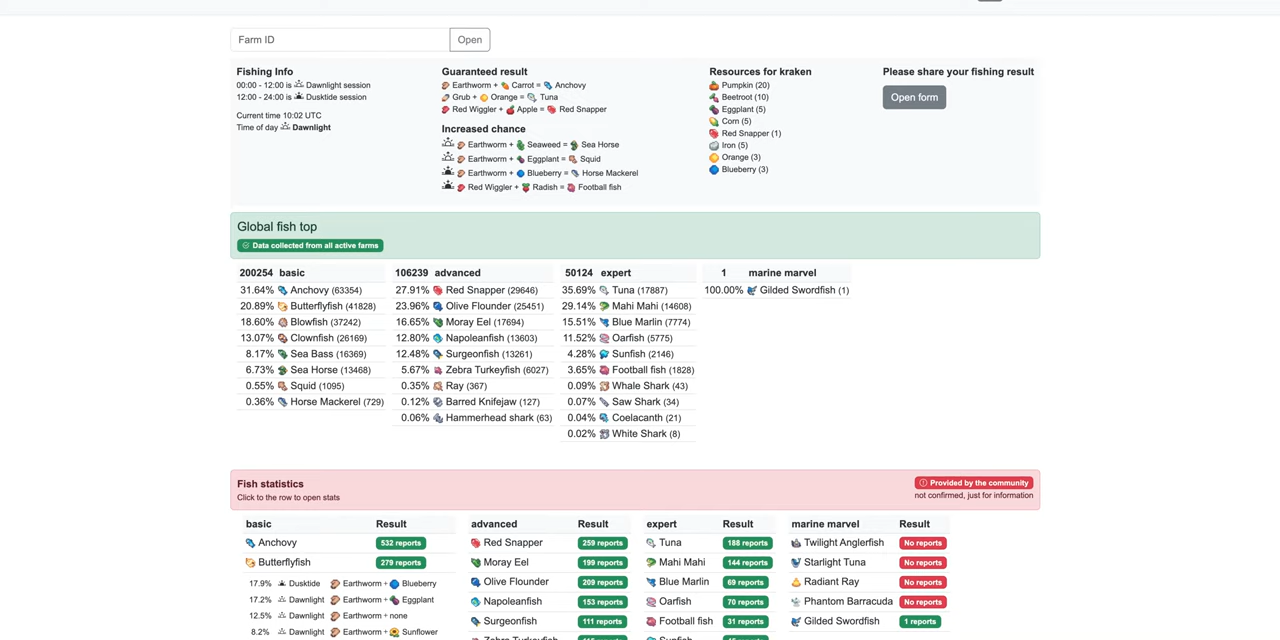 Farm ID
Open
Fishing Info
00:00 - 12:00 is Dawnlight session
12:00 - 24:00 is Dusktide session
Current time 10:02 UTC
Time of day Dawnlight
Guaranteed result
Earthworm + Carrot = Anchovy
Grub + Orange = Tuna
Red Wiggler + Apple = Red Snapper
Increased chance
Earthworm + Seaweed = Sea Horse
Earthworm + Eggplant = Squid
Earthworm + Blueberry = Horse Mackerel
Red Wiggler + Radish = Football fish
Resources for kraken
Pumpkin (20)
Beetroot (10)
Eggplant (5)
Corn (5)
Red Snapper (1)
Iron (5)
Orange (3)
Blueberry (3)
Please share your fishing result
Open form
Global fish top
Data collected from all active farms
200254 basic
31.64% Anchovy (63354)
20.89% Butterflyfish (41828)
18.60% Blowfish (37242)
13.07% Clownfish (26169)
8.17% Sea Bass (16369)
6.73% Sea Horse (13468)
0.55% Squid (1095)
0.36% Horse Mackerel (729)
106239 advanced
27.91% Red Snapper (29646)
23.96% Olive Flounder (25451)
16.65% Moray Eel (17694)
12.80% Napoleanfish (13603)
12.48% Surgeonfish (13261)
5.67% Zebra Turkeyfish (6027)
0.35% Ray (367)
0.12% Barred Knifejaw (127)
0.06% Hammerhead shark (63)
50124 expert
35.69% Tuna (17887)
29.14% Mahi Mahi (14608)
15.51% Blue Marlin (7774)
11.52% Oarfish (5775)
4.28% Sunfish (2146)
3.65% Football fish (1828)
0.09% Whale Shark (43)
0.07% Saw Shark (34)
0.04% Coelacanth (21)
0.02% White Shark (8)
1 marine marvel
100.00% Gilded Swordfish (1)
Fish statistics
Click to the row to open stats
Provided by the community
not confirmed, just for information
basic Result
Anchovy 532 reports
Butterflyfish 279 reports
17.9% Dusktide Earthworm + Blueberry
17.2% Dawnlight Earthworm + Eggplant
12.5% Dawnlight Earthworm + none
8.2% Dawnlight Earthworm + Sunflower
advanced Result
Red Snapper 259 reports
Moray Eel 199 reports
Olive Flounder 209 reports
Napoleanfish 153 reports
Surgeonfish 111 reports
Zebra Turkeyfish
expert Result
Tuna 188 reports
Mahi Mahi 144 reports
Blue Marlin 69 reports
Oarfish 70 reports
Football fish 31 reports
Sunfish
marine marvel Result
Twilight Anglerfish No reports
Starlight Tuna No reports
Radiant Ray No reports
Phantom Barracuda No reports
Gilded Swordfish 1 reports